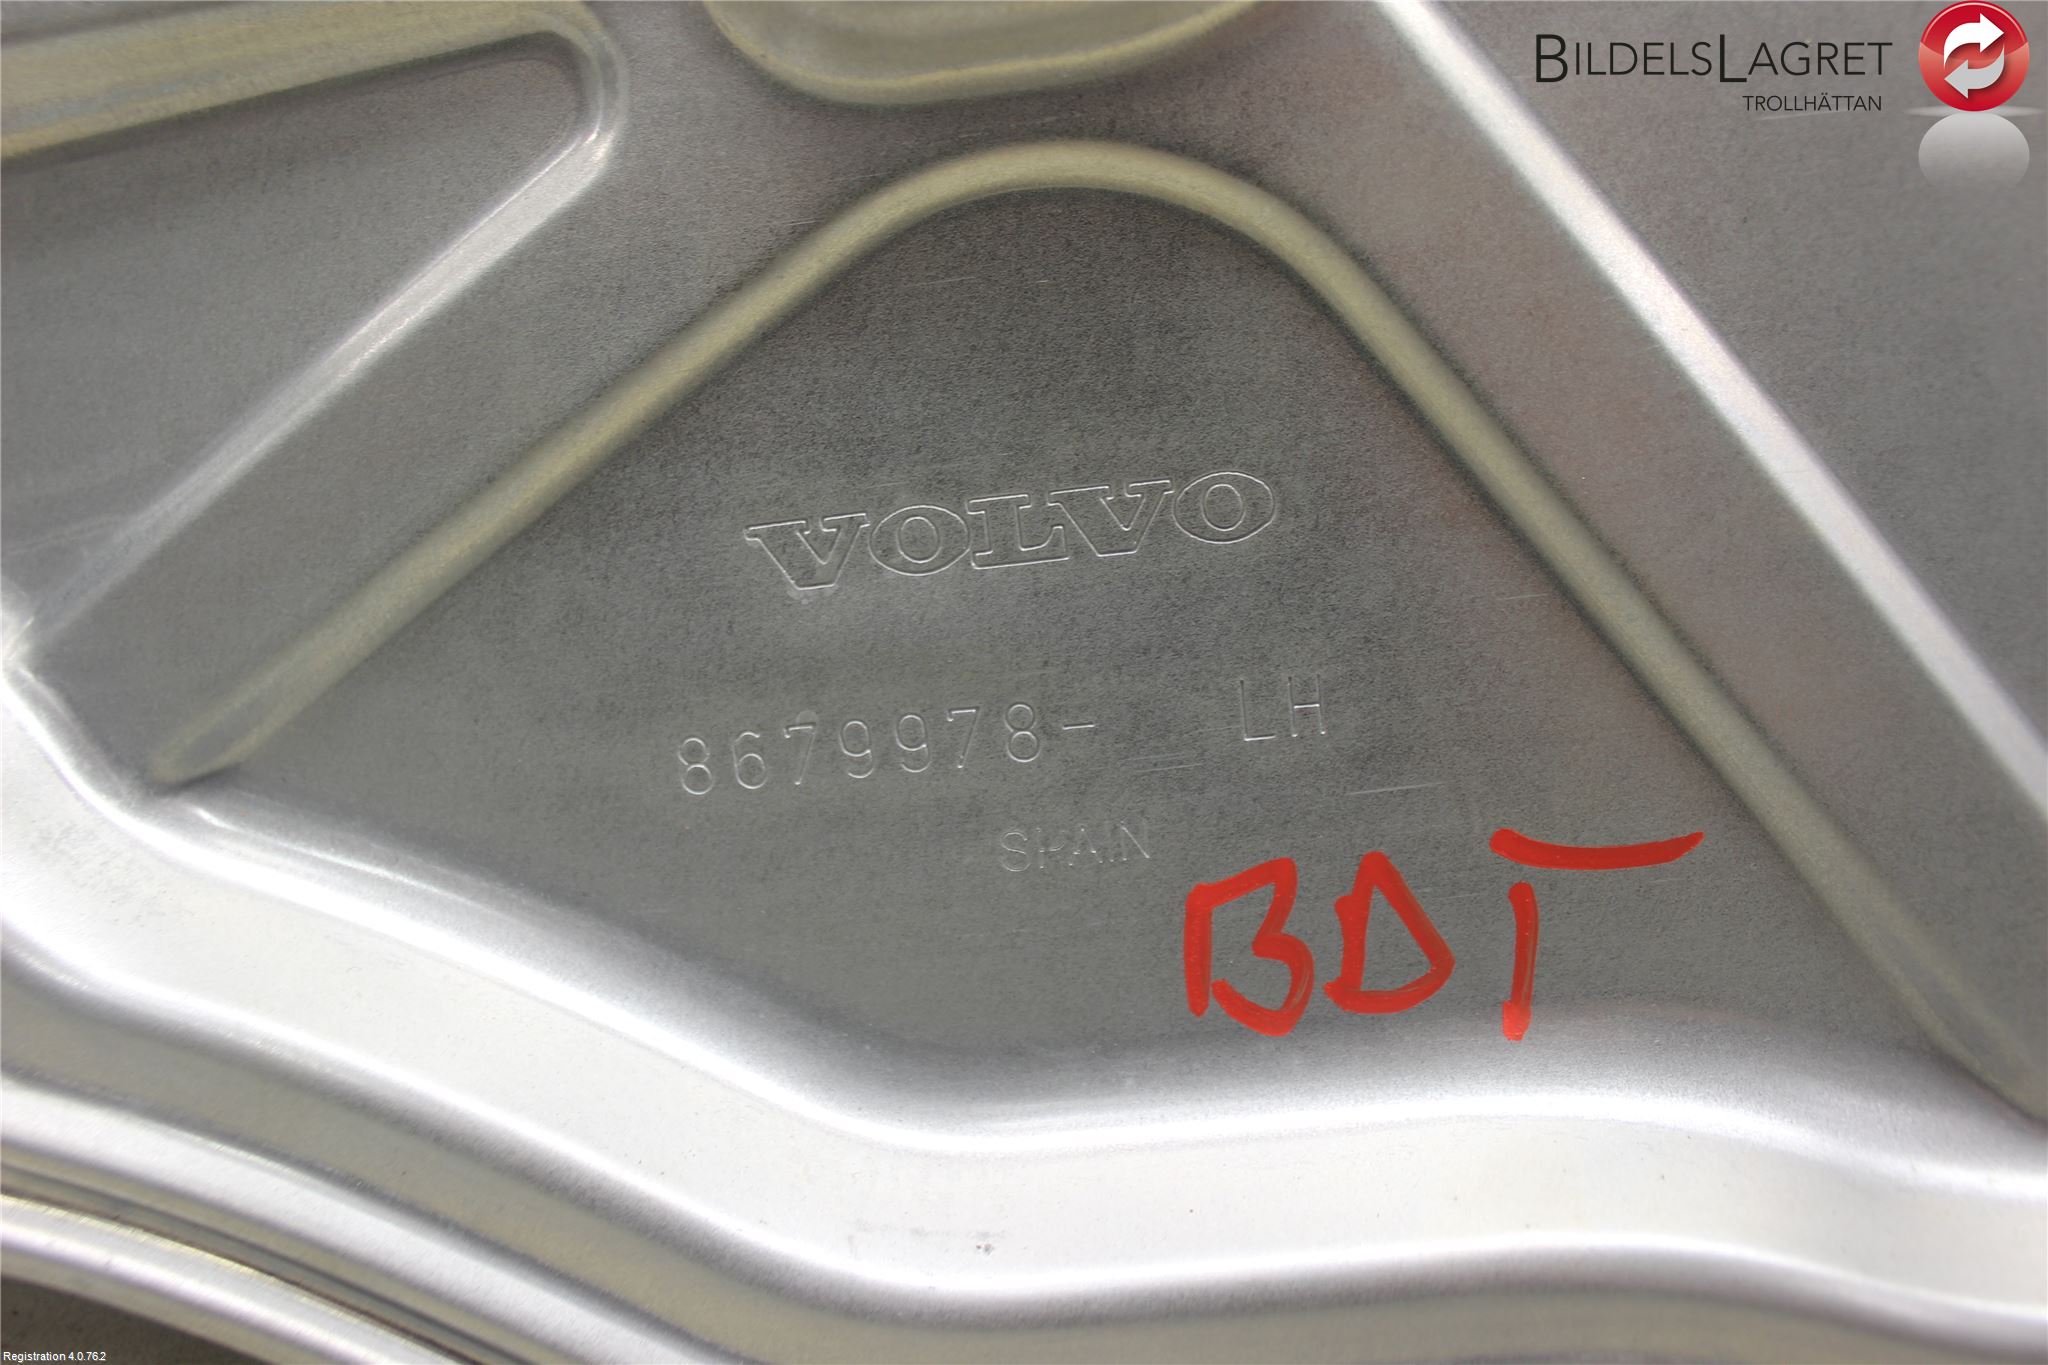 BILDELSLAGRET
TROLLHÄTTAN
VOLVO
8679978- LH
SPAIN
BDT
Registration 4.0.76.2